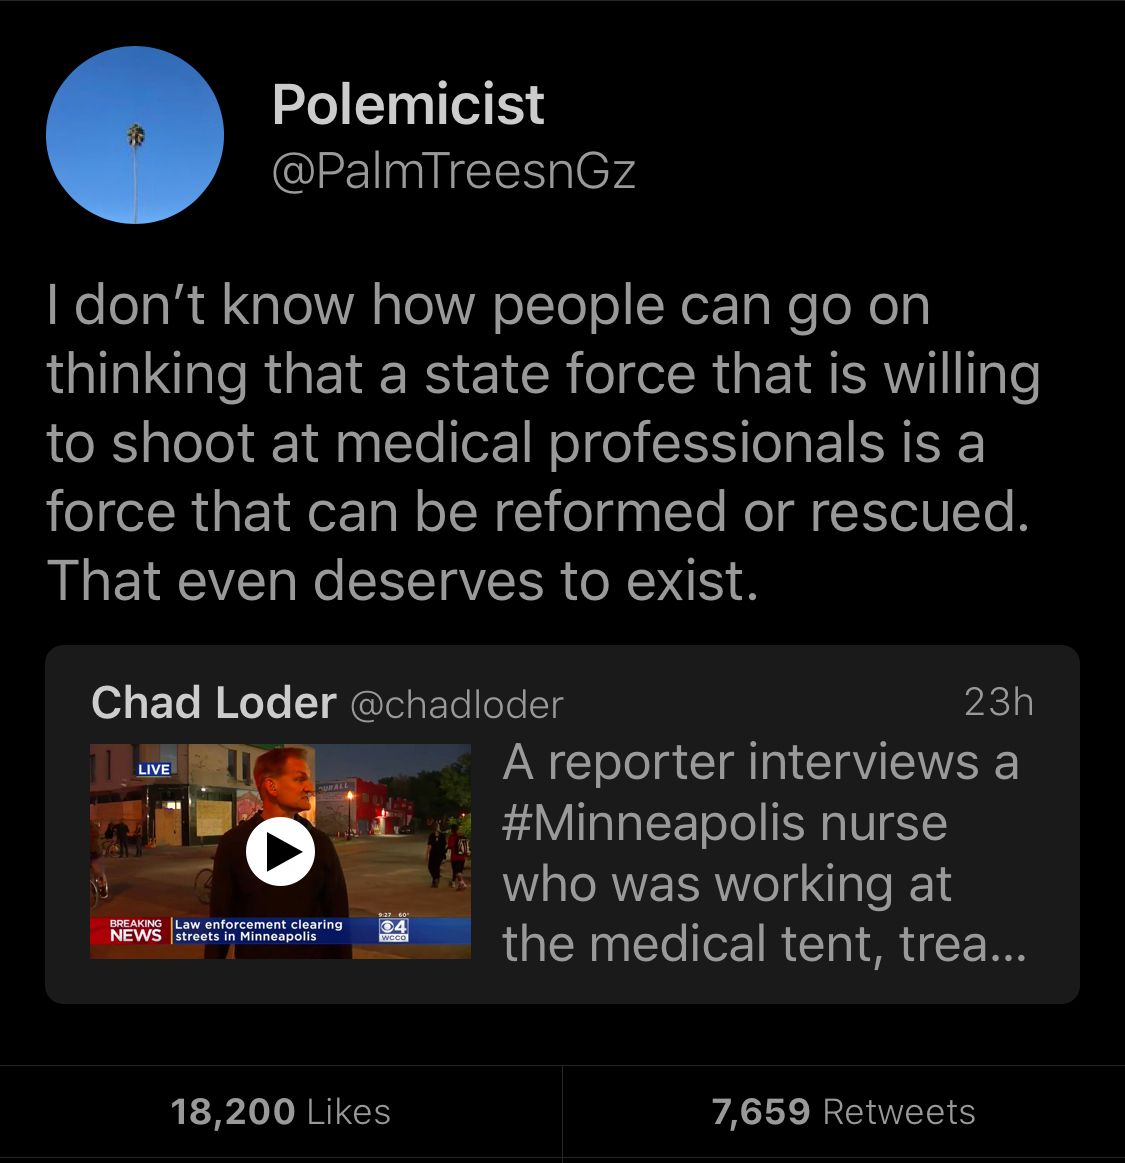 Polemicist
@PalmTreesnGz
I don’t know how people can go on
thinking that a state force that is willing
to shoot at medical professionals is a
force that can be reformed or rescued.
That even deserves to exist.
Chad Loder @chadloder 23h
A reporter interviews a
#Minneapolis nurse
who was working at
the medical tent, trea...
LIVE
BREAKING
NEWS
Law enforcement clearing
streets in Minneapolis
9:27 60°
4
WCCO
18,200 Likes
7,659 Retweets